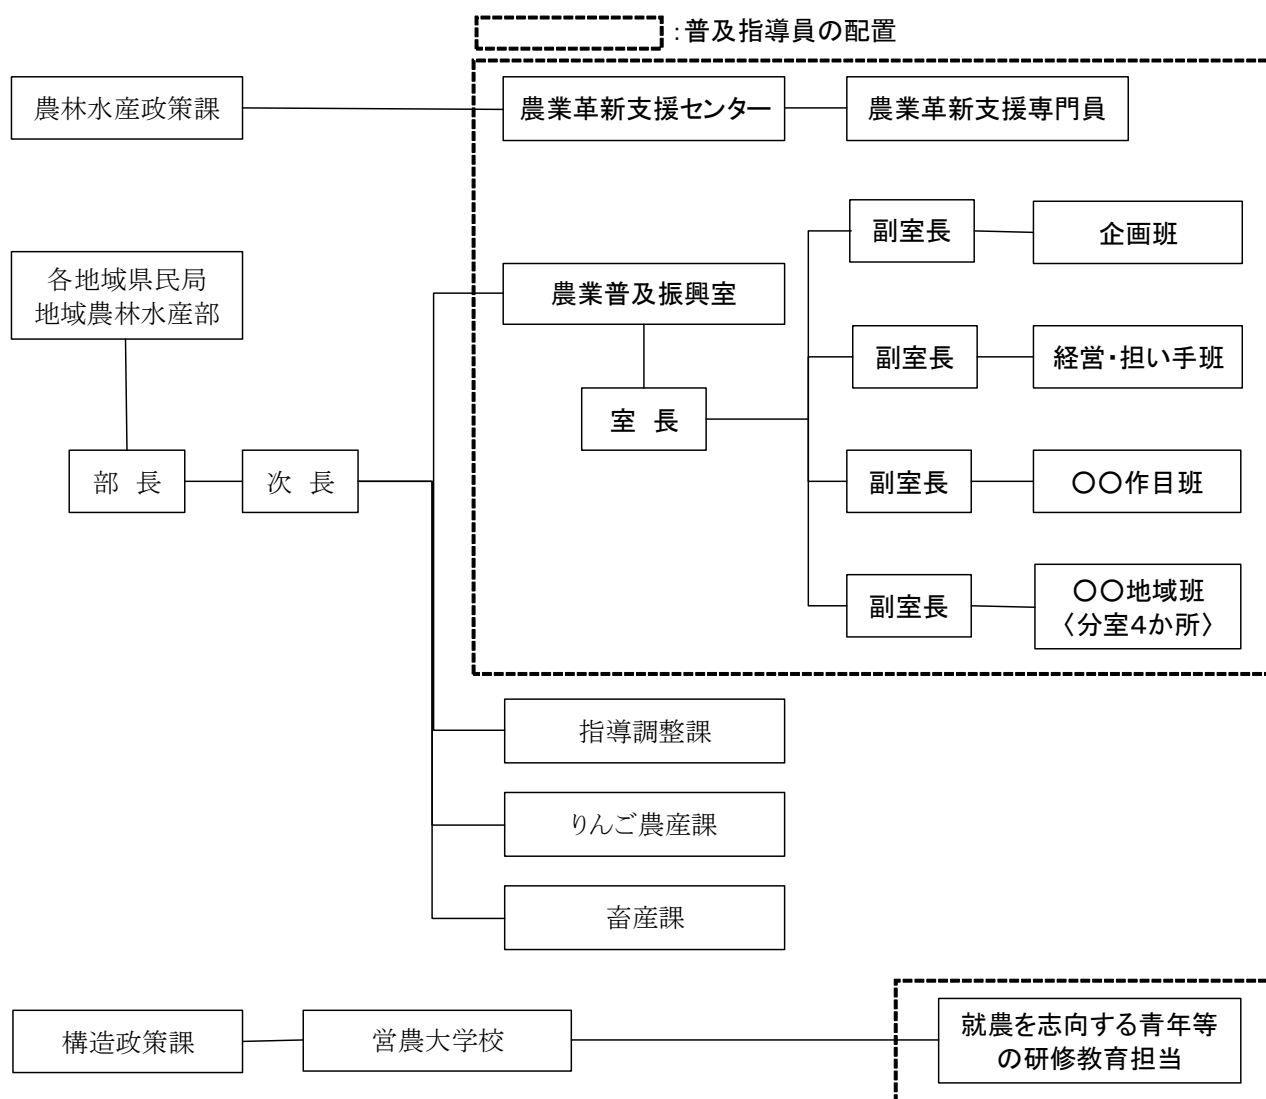 ：普及指導員の配置
農林水産政策課
農業革新支援センター
農業革新支援専門員
副室長
企画班
各地域県民局
地域農林水産部
農業普及振興室
副室長
経営・担い手班
室 長
部 長
次 長
副室長
〇〇作目班
副室長
〇〇地域班
〈分室４か所〉
指導調整課
りんご農産課
畜産課
構造政策課
営農大学校
就農を志向する青年等
の研修教育担当